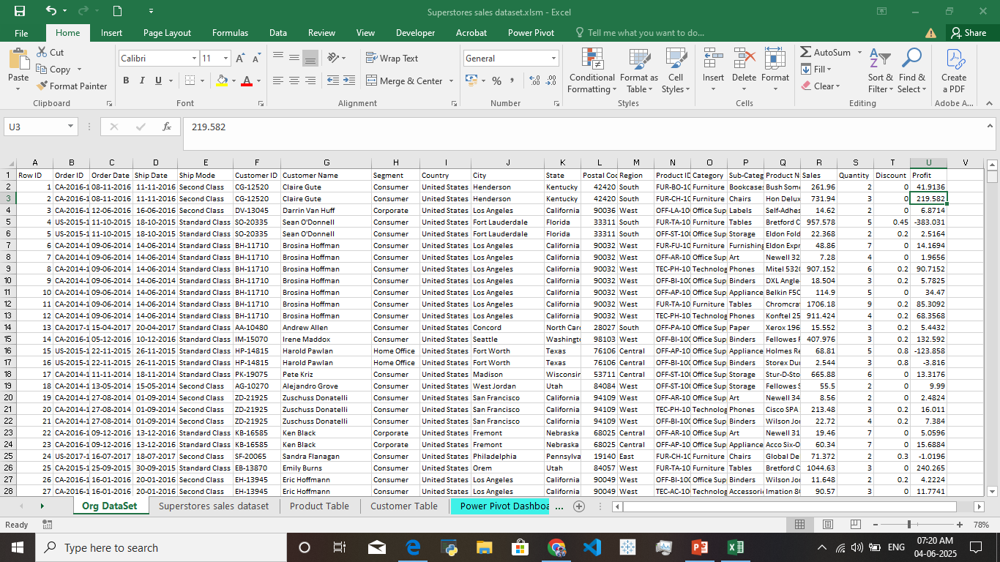 Superstores sales dataset.xlsm - Excel
File Home Insert Page Layout Formulas Data Review View Developer Acrobat Power Pivot Tell me what you want to do... Share
Paste
Cut
Copy
Format Painter
Clipboard
Calibri 11
B I U
Font
Wrap Text
Merge & Center
Alignment
General
Number
Conditional Formatting
Format as Table
Cell Styles
Styles
Insert Delete Format
Cells
AutoSum
Fill
Clear
Sort & Filter
Find & Select
Editing
Create a PDF
Adobe A...
U3 fx 219.582
A B C D E F G H I J K L M N O P Q R S T U V
1 Row ID Order ID Order Date Ship Date Ship Mode Customer ID Customer Name Segment Country City State Postal Coc Region Product ID Category Sub-Categ Product N Sales Quantity Discount Profit
2 1 CA-2016-1 08-11-2016 11-11-2016 Second Class CG-12520 Claire Gute Consumer United States Henderson Kentucky 42420 South FUR-BO-10 Furniture Bookcase: Bush Som 261.96 2 0 41.9136
3 2 CA-2016-1 08-11-2016 11-11-2016 Second Class CG-12520 Claire Gute Consumer United States Henderson Kentucky 42420 South FUR-CH-1 Furniture Chairs Hon Delux 731.94 3 0 219.582
4 3 CA-2016-1 12-06-2016 16-06-2016 Second Class DV-13045 Darrin Van Huff Corporate United States Los Angeles California 90036 West OFF-LA-10 Office Sup Labels Self-Adhes 14.62 2 0 6.8714
5 4 US-2015-1 11-10-2015 18-10-2015 Standard Class SO-20335 Sean O'Donnell Consumer United States Fort Lauderdale Florida 33311 South FUR-TA-10 Furniture Tables Bretford C 957.578 5 0.45 -383.031
6 5 US-2015-1 11-10-2015 18-10-2015 Standard Class SO-20335 Sean O'Donnell Consumer United States Fort Lauderdale Florida 33311 South OFF-ST-10 Office Sup Storage Eldon Fold 22.368 2 0.2 2.5164
7 6 CA-2014-1 09-06-2014 14-06-2014 Standard Class BH-11710 Brosina Hoffman Consumer United States Los Angeles California 90032 West FUR-FU-10 Furniture Furnishing Eldon Expr 48.86 7 0 14.1694
8 7 CA-2014-1 09-06-2014 14-06-2014 Standard Class BH-11710 Brosina Hoffman Consumer United States Los Angeles California 90032 West OFF-AR-10 Office Sup Art Newell 32 7.28 4 0 1.9656
9 8 CA-2014-1 09-06-2014 14-06-2014 Standard Class BH-11710 Brosina Hoffman Consumer United States Los Angeles California 90032 West TEC-PH-10 Technolog Phones Mitel 532( 907.152 6 0.2 90.7152
10 9 CA-2014-1 09-06-2014 14-06-2014 Standard Class BH-11710 Brosina Hoffman Consumer United States Los Angeles California 90032 West OFF-BI-100 Office Sup Binders DXL Angle- 18.504 3 0.2 5.7825
11 10 CA-2014-1 09-06-2014 14-06-2014 Standard Class BH-11710 Brosina Hoffman Consumer United States Los Angeles California 90032 West OFF-AP-10 Office Sup Appliance Belkin F5C 114.9 5 0 34.47
12 11 CA-2014-1 09-06-2014 14-06-2014 Standard Class BH-11710 Brosina Hoffman Consumer United States Los Angeles California 90032 West FUR-TA-10 Furniture Tables Chromcra 1706.18 9 0.2 85.3092
13 12 CA-2014-1 09-06-2014 14-06-2014 Standard Class BH-11710 Brosina Hoffman Consumer United States Los Angeles California 90032 West TEC-PH-10 Technolog Phones Konftel 25 911.424 4 0.2 68.3568
14 13 CA-2017-1 15-04-2017 20-04-2017 Standard Class AA-10480 Andrew Allen Consumer United States Concord North Car 28027 South OFF-PA-10 Office Sup Paper Xerox 196 15.552 3 0.2 5.4432
15 14 CA-2016-1 05-12-2016 10-12-2016 Standard Class IM-15070 Irene Maddox Consumer United States Seattle Washingt 98103 West OFF-BI-100 Office Sup Binders Fellowes F 407.976 3 0.2 132.592
16 15 US-2015-1 22-11-2015 26-11-2015 Standard Class HP-14815 Harold Pawlan Home Office United States Fort Worth Texas 76106 Central OFF-AP-10 Office Sup Appliance Holmes Re 68.81 5 0.8 -123.858
17 16 US-2015-1 22-11-2015 26-11-2015 Standard Class HP-14815 Harold Pawlan Home Office United States Fort Worth Texas 76106 Central OFF-BI-100 Office Sup Binders Storex Dur 2.544 3 0.8 -3.816
18 17 CA-2014-1 11-11-2014 18-11-2014 Standard Class PK-19075 Pete Kriz Consumer United States Madison Wisconsin 53711 Central OFF-ST-10 Office Sup Storage Stur-D-Sto 665.88 6 0 13.3176
19 18 CA-2014-1 13-05-2014 15-05-2014 Second Class AG-10270 Alejandro Grove Consumer United States West Jordan Utah 84084 West OFF-ST-10 Office Sup Storage Fellowes S 55.5 2 0 9.99
20 19 CA-2014-1 27-08-2014 01-09-2014 Second Class ZD-21925 Zuschuss Donatelli Consumer United States San Francisco California 94109 West OFF-AR-10 Office Sup Art Newell 34 8.56 2 0 2.4824
21 20 CA-2014-1 27-08-2014 01-09-2014 Second Class ZD-21925 Zuschuss Donatelli Consumer United States San Francisco California 94109 West TEC-PH-10 Technolog Phones Cisco SPA 213.48 3 0.2 16.011
22 21 CA-2014-1 27-08-2014 01-09-2014 Second Class ZD-21925 Zuschuss Donatelli Consumer United States San Francisco California 94109 West OFF-BI-100 Office Sup Binders Wilson Jor 22.72 4 0.2 7.384
23 22 CA-2016-1 09-12-2016 13-12-2016 Standard Class KB-16585 Ken Black Corporate United States Fremont Nebraska 68025 Central OFF-AR-10 Office Sup Art Newell 31 19.46 7 0 5.0596
24 23 CA-2016-1 09-12-2016 13-12-2016 Standard Class KB-16585 Ken Black Corporate United States Fremont Nebraska 68025 Central OFF-AP-10 Office Sup Appliance Acco Six-O 60.34 7 0 15.6884
25 24 US-2017-1 16-07-2017 18-07-2017 Second Class SF-20065 Sandra Flanagan Consumer United States Philadelphia Pennsylva 19140 East FUR-CH-10 Furniture Chairs Global De 71.372 2 0.3 -1.0196
26 25 CA-2015-1 25-09-2015 30-09-2015 Standard Class EB-13870 Emily Burns Consumer United States Orem Utah 84057 West FUR-TA-10 Furniture Tables Bretford C 1044.63 3 0 240.265
27 26 CA-2016-1 16-01-2016 20-01-2016 Second Class EH-13945 Eric Hoffmann Consumer United States Los Angeles California 90049 West OFF-BI-100 Office Sup Binders Wilson Jor 11.648 2 0.2 4.2224
28 27 CA-2016-1 16-01-2016 20-01-2016 Second Class EH-13945 Eric Hoffmann Consumer United States Los Angeles California 90049 West TEC-AC-10 Technolog Accessori Imation 8 90.57 3 0 11.7741
Org DataSet Superstores sales dataset Product Table Customer Table Power Pivot Dashboa ...
Ready 78%
Type here to search ENG 07:20 AM
04-06-2025